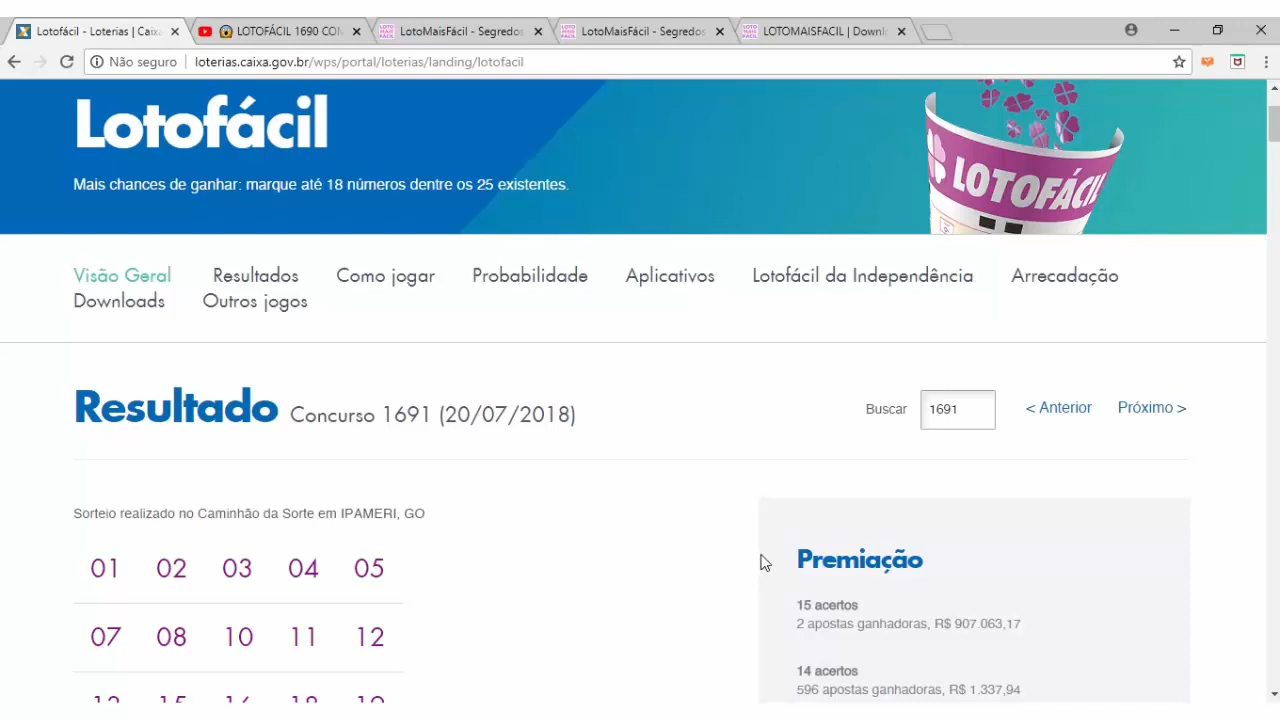 Lotofácil - Loterias | Caixa
LOTOFÁCIL 1690 CON
LotoMaisFácil - Segredos
LotoMaisFácil - Segredos
LOTOMAISFACIL | Downl
Não seguro
loterias.caixa.gov.br/wps/portal/loterias/landing/lotofacil
Lotofácil
Mais chances de ganhar: marque até 18 números dentre os 25 existentes.
LOTOFÁCIL
Visão Geral Resultados Como jogar Probabilidade Aplicativos Lotofácil da Independência Arrecadação
Downloads Outros jogos
Resultado Concurso 1691 (20/07/2018)
Buscar 1691 < Anterior Próximo >
Sorteio realizado no Caminhão da Sorte em IPAMERI, GO
01 02 03 04 05
07 08 10 11 12
Premiação
15 acertos
2 apostas ganhadoras, R$ 907.063,17
14 acertos
596 apostas ganhadoras, R$ 1.337,94